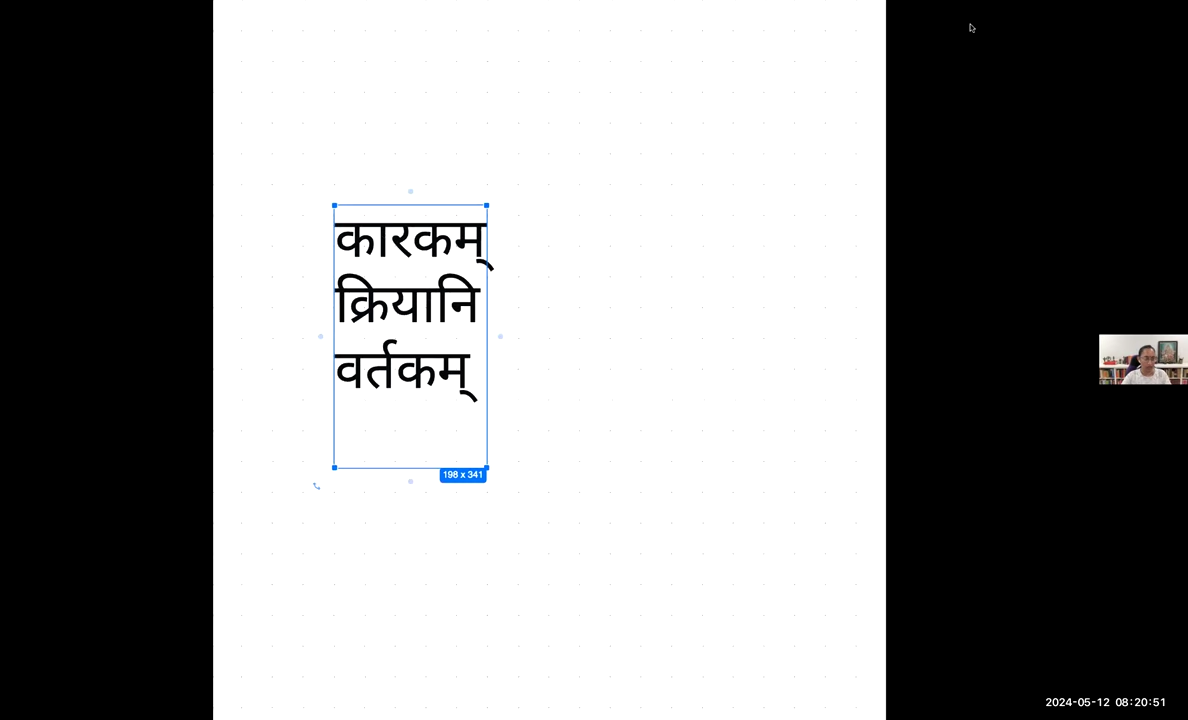 कारकम्
क्रियानि
वर्तकम्
198 x 341
2024-05-12 08:20:51